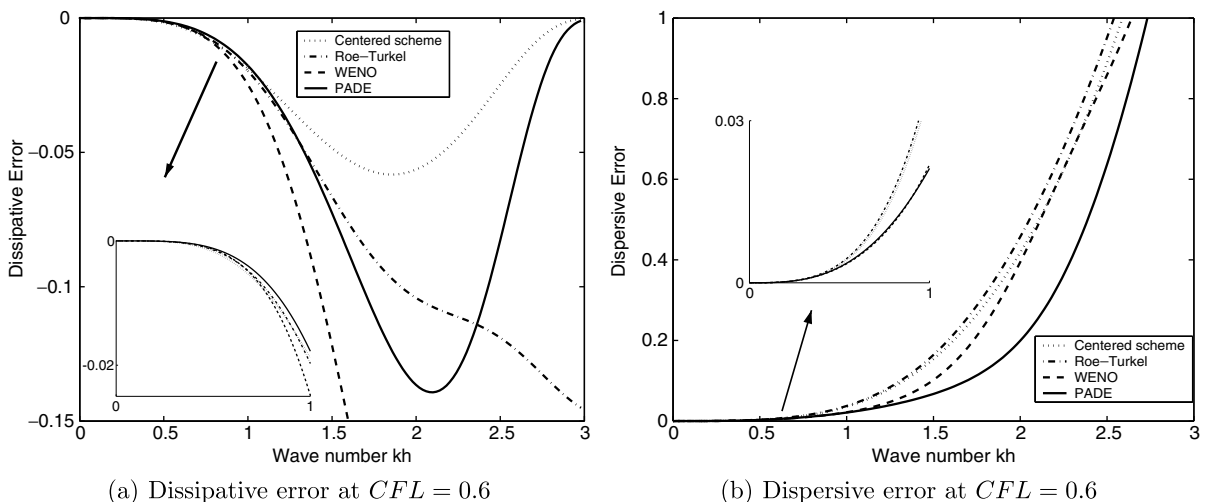 0
−0.05
−0.1
−0.15
Dissipative Error
0 0.5 1 1.5 2 2.5 3
Wave number kh
Centered scheme
Roe−Turkel
WENO
PADE
0
-0.02
0 1
(a) Dissipative error at CFL = 0.6
1
0.8
0.6
0.4
0.2
0
Dispersive Error
0 0.5 1 1.5 2 2.5 3
Wave number kh
0.03
0
0 1
Centered scheme
Roe−Turkel
WENO
PADE
(b) Dispersive error at CFL = 0.6